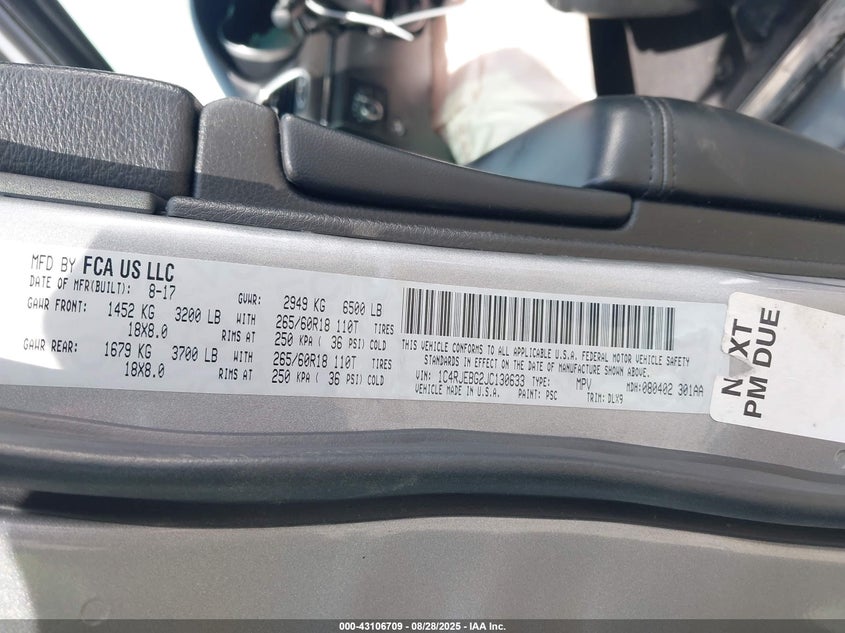 MFD BY FCA US LLC
DATE OF MFR(BUILT): 8-17 GVWR: 2949 KG 6500 LB
GAWR FRONT: 1452 KG 3200 LB WITH 265/60R18 110T TIRES
18X8.0 RIMS AT 250 KPA ( 36 PSI) COLD
GAWR REAR: 1679 KG 3700 LB WITH 265/60R18 110T TIRES
18X8.0 RIMS AT 250 KPA ( 36 PSI) COLD
THIS VEHICLE CONFORMS TO ALL APPLICABLE U.S.A. FEDERAL MOTOR VEHICLE SAFETY
STANDARDS IN EFFECT ON THE DATE OF MANUFACTURE SHOWN ABOVE.
VIN: 1C4RJEBG2JC130633 TYPE: MPV MDH: 080402 301AA
VEHICLE MADE IN U.S.A. PAINT: PSC TRIM: DLX9
NEXT
PM DUE
000-43106709 | 08/28/2025 | IAA Inc.